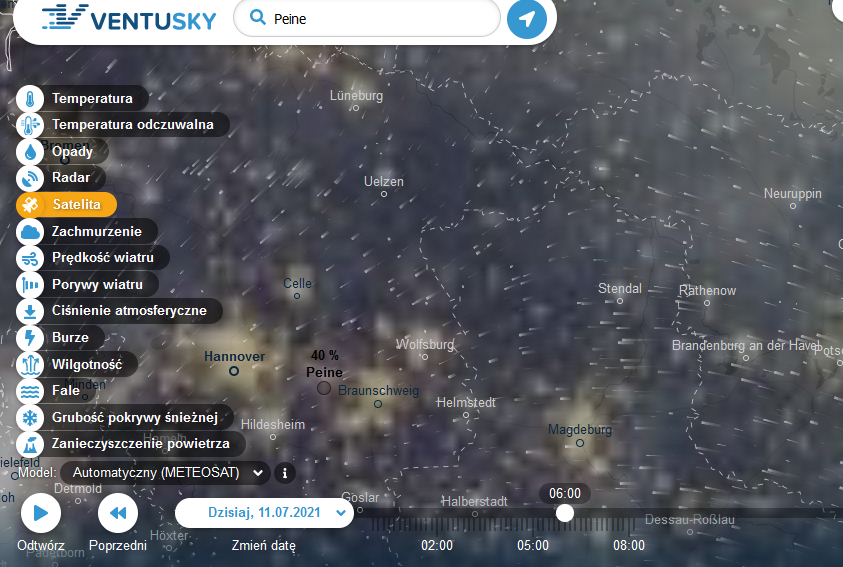 VENTUSKY
Peine
Lüneburg
Temperatura
Temperatura odczuwalna
Bremen
Opady
Radar
Uelzen
Neuruppin
Satelita
Zachmurzenie
Prędkość wiatru
Porywy wiatru
Celle
Stendal
Rathenow
Ciśnienie atmosferyczne
Burze
Wolfsburg
Brandenburg an der Havel
Hannover
40 %
Peine
Wilgotność
Minden
Fale
Braunschweig
Helmstedt
Grubość pokrywy śnieżnej
Hildesheim
Magdeburg
Zanieczyszczenie powietrza
Model:
Automatyczny (METEOSAT)
i
Detmold
Goslar
Halberstadt
06:00
Dzisiaj, 11.07.2021
Dessau-Roßlau
Höxter
Odtwórz
Poprzedni
Zmień datę
02:00
05:00
08:00
Paderborn